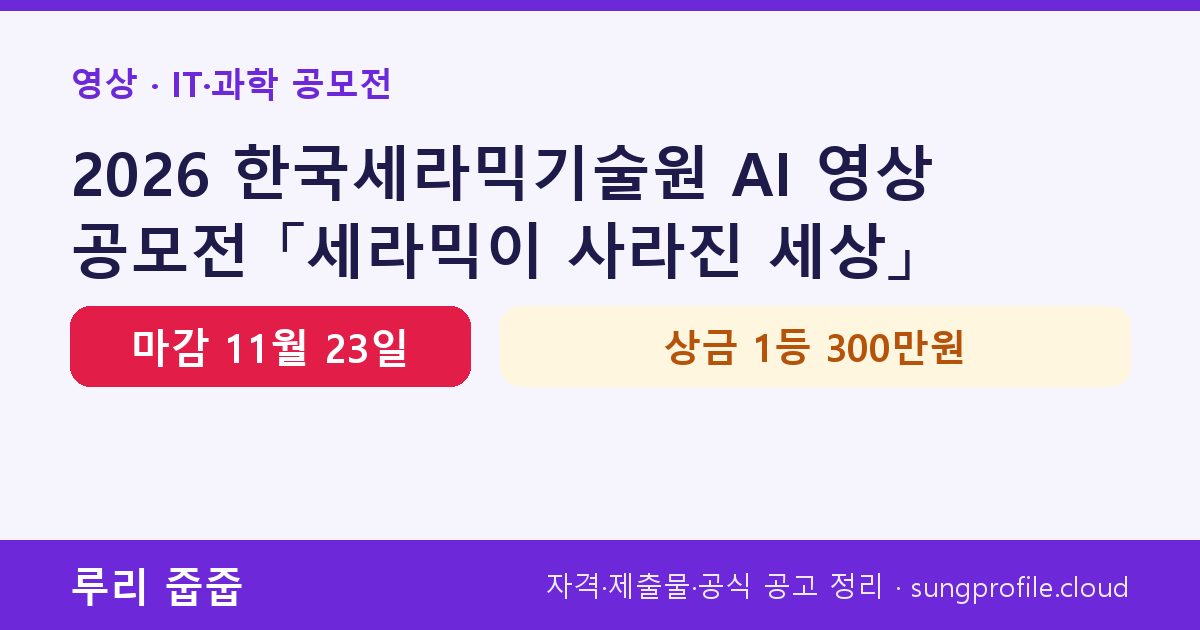 영상 · IT·과학 공모전
2026 한국세라믹기술원 AI 영상
공모전「세라믹이 사라진 세상」
마감 11월 23일
상금 1등 300만원
루리 줍줍
자격·제출물·공식 공고 정리 · sungprofile.cloud